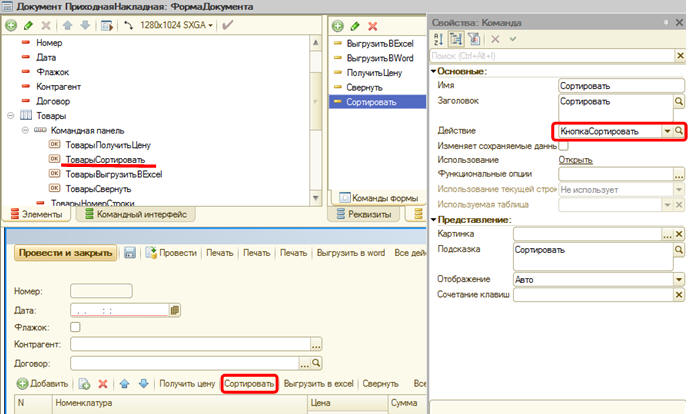 Документ ПриходнаяНакладная: ФормаДокумента
1280x1024 SXGA
Номер
Дата
Флажок
Контрагент
Договор
Товары
Командная панель
ТоварыПолучитьЦену
ТоварыСортировать
ТоварыВыгрузитьВExcel
ТоварыСвернуть
ТоварыНомерСтроки
Элементы
Командный интерфейс
ВыгрузитьВExcel
ВыгрузитьВWord
ПолучитьЦену
Свернуть
Сортировать
Команды формы
Реквизиты
Свойства: Команда
Поиск (Ctrl+Alt+I)
Основные:
Имя Сортировать
Заголовок Сортировать
Действие КнопкаСортировать
Изменяет сохраняемые данны
Использование Открыть
Функциональные опции
Использование текущей строк Не использует
Используемая таблица
Представление:
Картинка
Подсказка Сортировать
Отображение Авто
Сочетание клавиш
Провести и закрыть Провести Печать Печать Печать Выгрузить в word Все дей
Номер:
Дата: . . : :
Флажок:
Контрагент:
Договор:
Добавить Получить цену Сортировать Выгрузить в excel Свернуть Все
N Номенклатура Цена Сумма